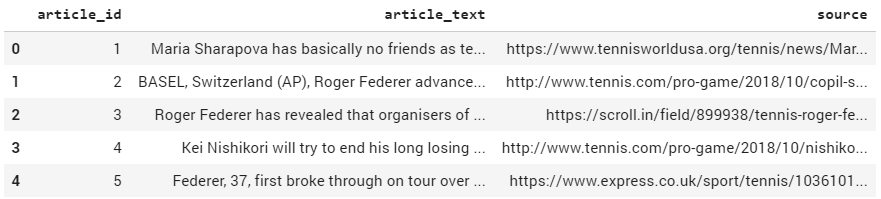 article_id article_text source
0 1 Maria Sharapova has basically no friends as te... https://www.tennisworldusa.org/tennis/news/Mar...
1 2 BASEL, Switzerland (AP), Roger Federer advance... http://www.tennis.com/pro-game/2018/10/copil-s...
2 3 Roger Federer has revealed that organisers of ... https://scroll.in/field/899938/tennis-roger-fe...
3 4 Kei Nishikori will try to end his long losing ... http://www.tennis.com/pro-game/2018/10/nishiko...
4 5 Federer, 37, first broke through on tour over ... https://www.express.co.uk/sport/tennis/1036101...